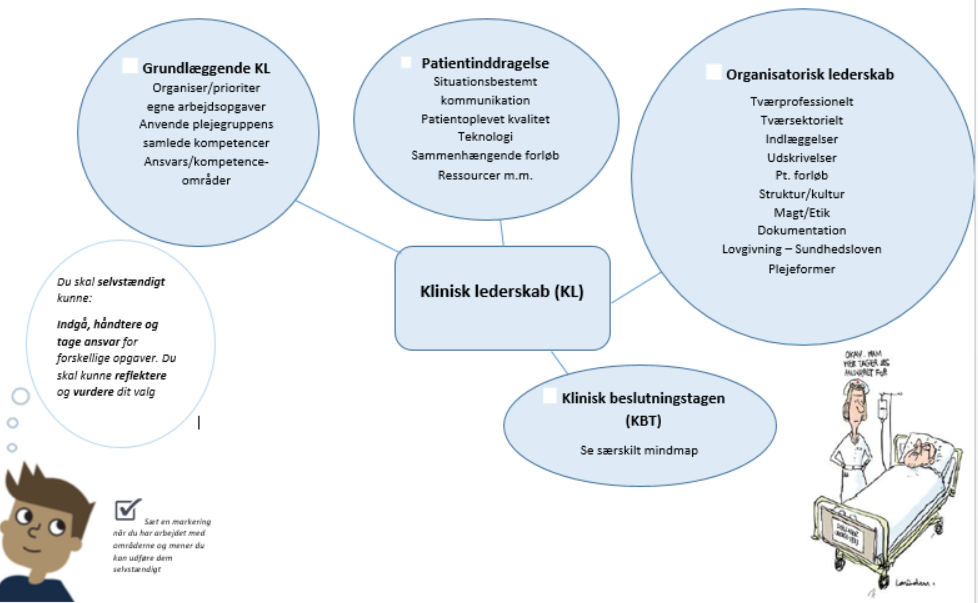 Grundlæggende KL
Organiser/prioriter
egne arbejdsopgaver
Anvende plejegruppens
samlede kompetencer
Ansvars/kompetence-
områder
Patientinddragelse
Situationsbestemt
kommunikation
Patientoplevet kvalitet
Teknologi
Sammenhængende forløb
Ressourcer m.m.
Organisatorisk lederskab
Tværprofessionelt
Tværsektorielt
Indlæggelser
Udskrivelser
Pt. forløb
Struktur/kultur
Magt/Etik
Dokumentation
Lovgivning – Sundhedsloven
Plejeformer
Klinisk lederskab (KL)
Du skal selvstændigt
kunne:
Indgå, håndtere og
tage ansvar for
forskellige opgaver. Du
skal kunne reflektere
og vurdere dit valg
Klinisk beslutningstagen
(KBT)
Se særskilt mindmap
Sæt en markering
når du har arbejdet med
områderne og mener du
kan udføre dem
selvstændigt